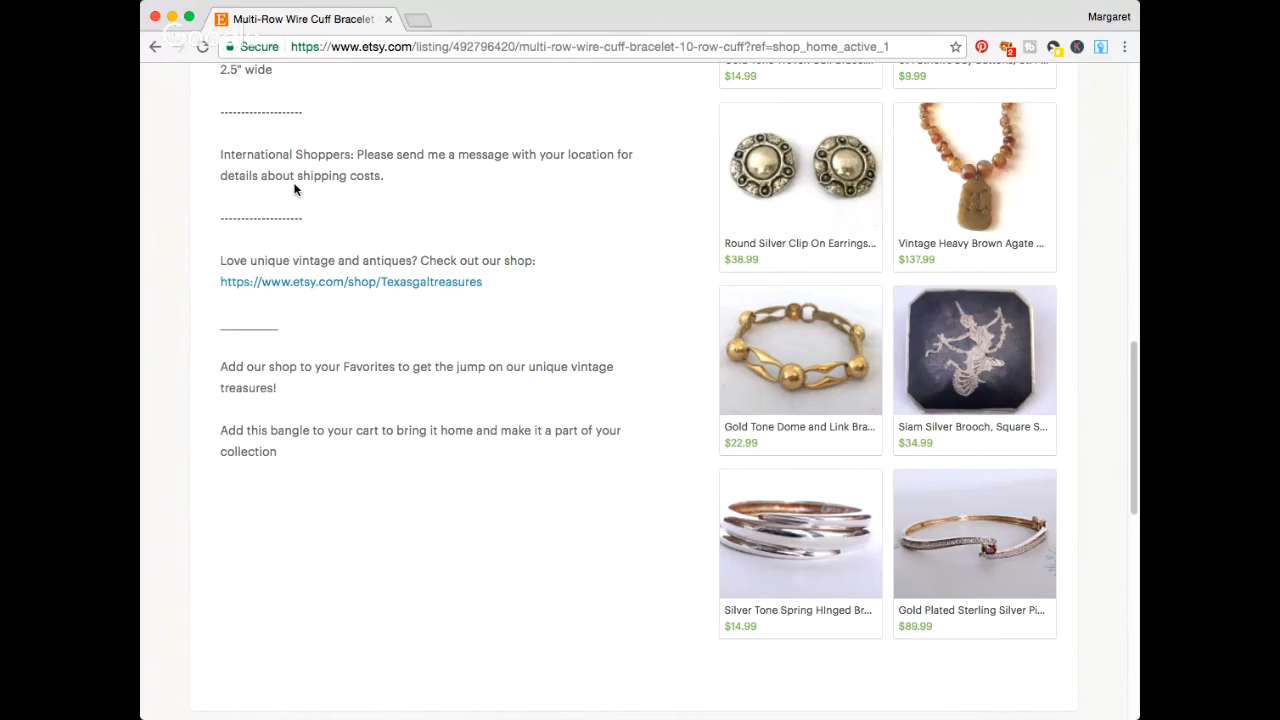 Multi-Row Wire Cuff Bracelet
Margaret
Secure
https://www.etsy.com/listing/492796420/multi-row-wire-cuff-bracelet-10-row-cuff?ref=shop_home_active_1
2.5" wide
--------------------
International Shoppers: Please send me a message with your location for
details about shipping costs.
--------------------
Love unique vintage and antiques? Check out our shop:
https://www.etsy.com/shop/Texasgaltreasures
Add our shop to your Favorites to get the jump on our unique vintage
treasures!
Add this bangle to your cart to bring it home and make it a part of your
collection
$14.99
$9.99
Round Silver Clip On Earrings...
$38.99
Vintage Heavy Brown Agate ...
$137.99
Gold Tone Dome and Link Bra...
$22.99
Siam Silver Brooch, Square S...
$34.99
Silver Tone Spring HInged Br...
$14.99
Gold Plated Sterling Silver Pi...
$89.99